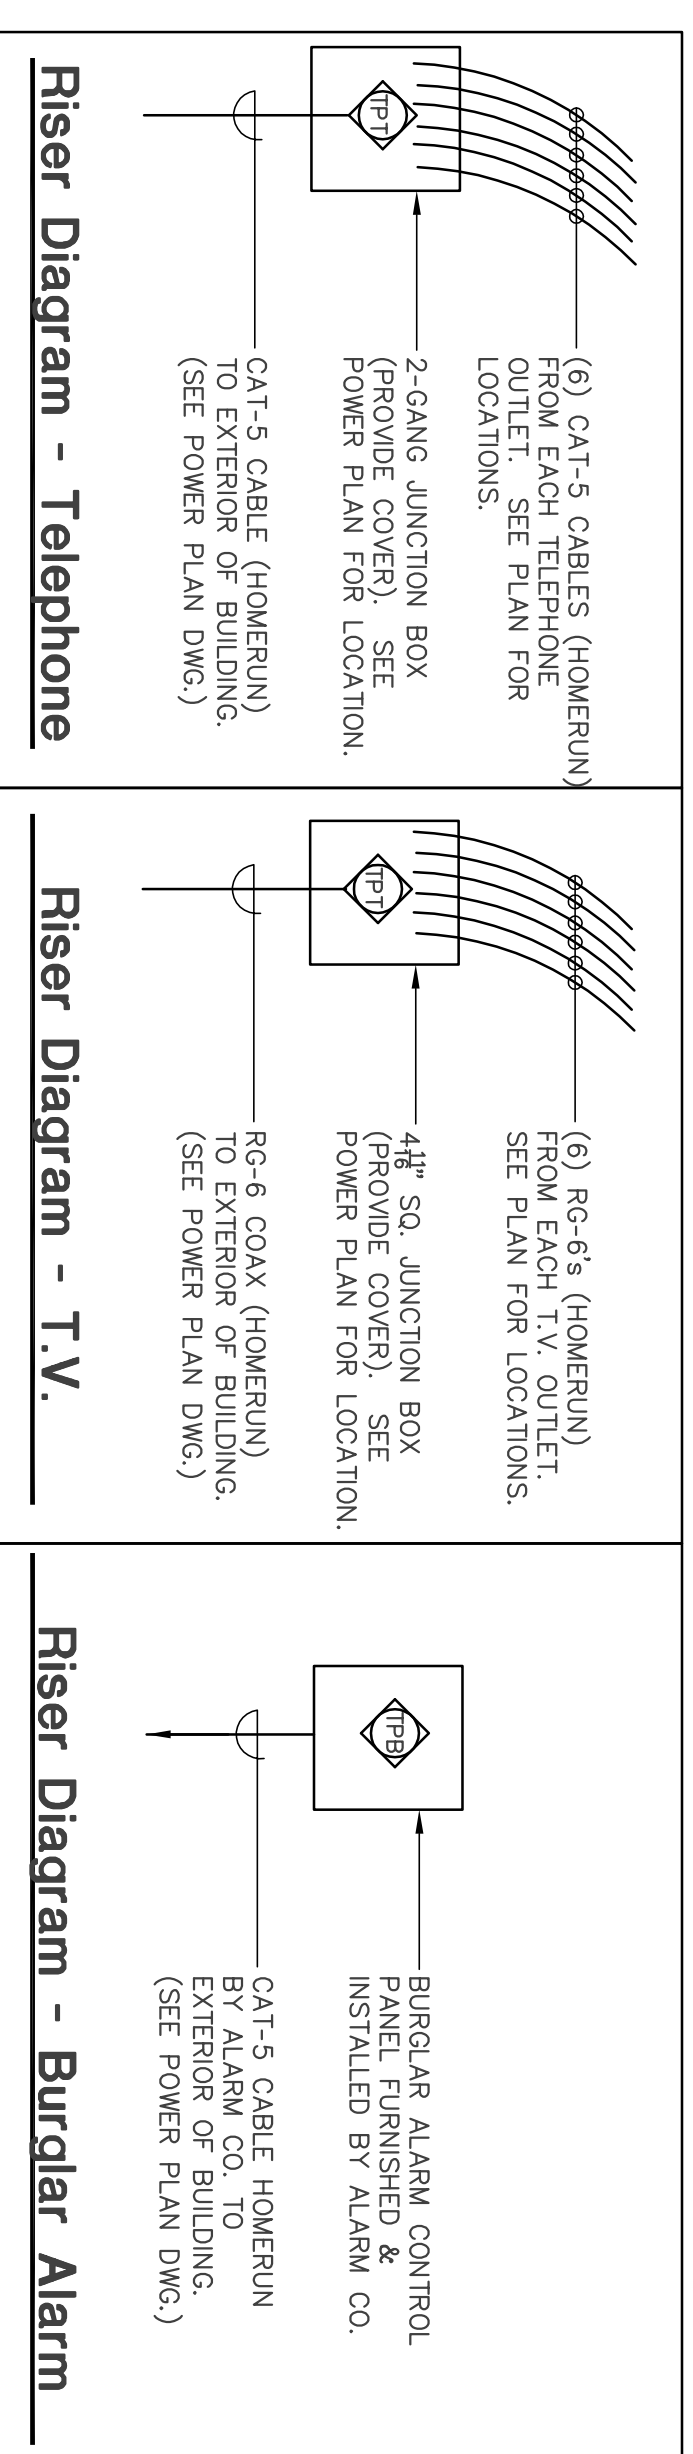 (6) CAT-5 CABLES (HOMERUN)
FROM EACH TELEPHONE
OUTLET. SEE PLAN FOR
LOCATIONS.
2-GANG JUNCTION BOX
(PROVIDE COVER). SEE
POWER PLAN FOR LOCATION.
TPT
CAT-5 CABLE (HOMERUN)
TO EXTERIOR OF BUILDING.
(SEE POWER PLAN DWG.)
Riser Diagram - Telephone
(6) RG-6's (HOMERUN)
FROM EACH T.V. OUTLET.
SEE PLAN FOR LOCATIONS.
4 11/16" SQ. JUNCTION BOX
(PROVIDE COVER). SEE
POWER PLAN FOR LOCATION.
TPT
RG-6 COAX (HOMERUN)
TO EXTERIOR OF BUILDING.
(SEE POWER PLAN DWG.)
Riser Diagram - T.V.
BURGLAR ALARM CONTROL
PANEL FURNISHED &
INSTALLED BY ALARM CO.
TPB
CAT-5 CABLE HOMERUN
BY ALARM CO. TO
EXTERIOR OF BUILDING.
(SEE POWER PLAN DWG.)
Riser Diagram - Burglar Alarm